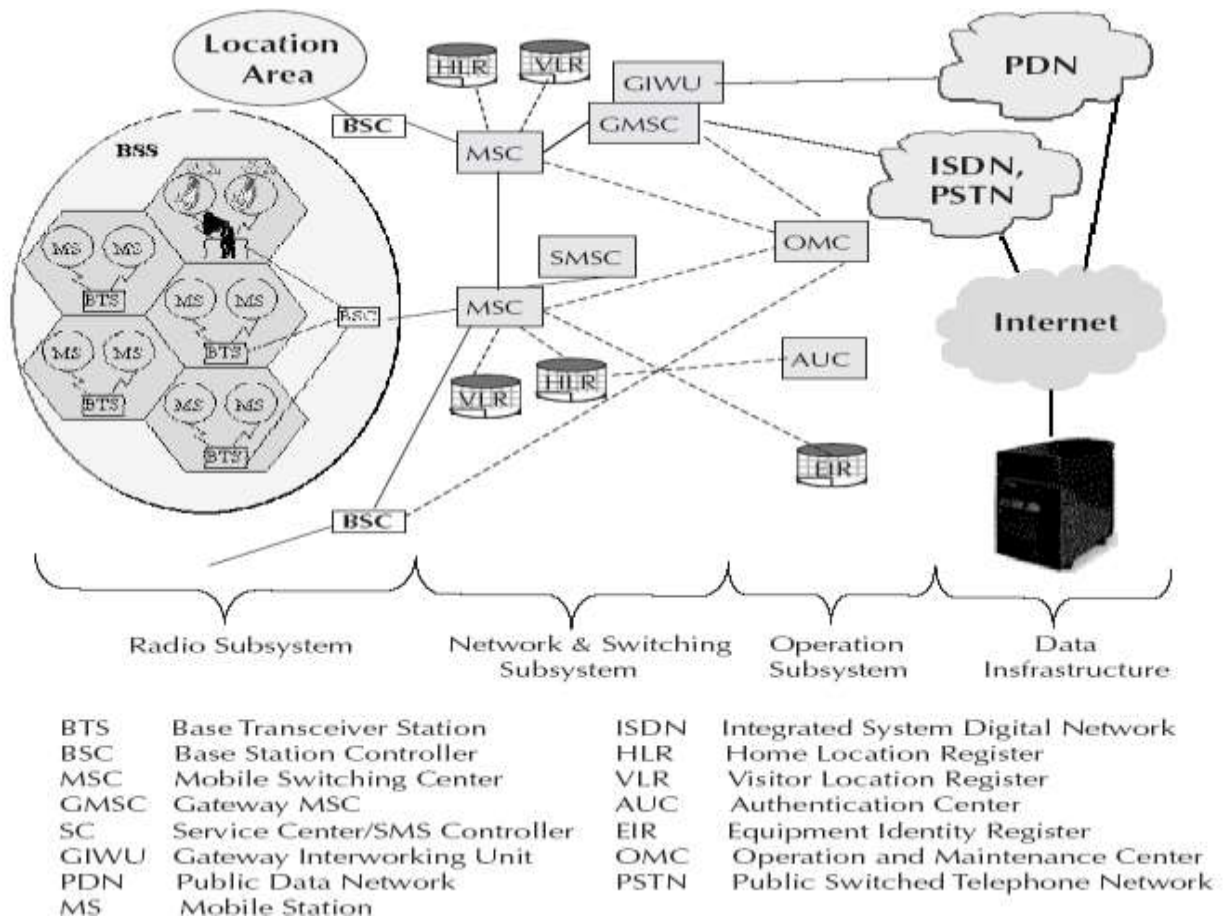 Location
Area
HLR
VLR
GIWU
PDN
BSC
GMSC
MSC
BSS
ISDN,
PSTN
MS
MS
SMSC
OMC
BTS
MS
MS
BSC
MSC
Internet
MS
MS
BTS
HLR
AUC
VLR
BTS
MS
MS
BTS
EIR
BSC
Radio Subsystem
Network & Switching
Subsystem
Operation
Subsystem
Data
Insfrastructure
BTS Base Transceiver Station
BSC Base Station Controller
MSC Mobile Switching Center
GMSC Gateway MSC
SC Service Center/SMS Controller
GIWU Gateway Interworking Unit
PDN Public Data Network
MS Mobile Station
ISDN Integrated System Digital Network
HLR Home Location Register
VLR Visitor Location Register
AUC Authentication Center
EIR Equipment Identity Register
OMC Operation and Maintenance Center
PSTN Public Switched Telephone Network